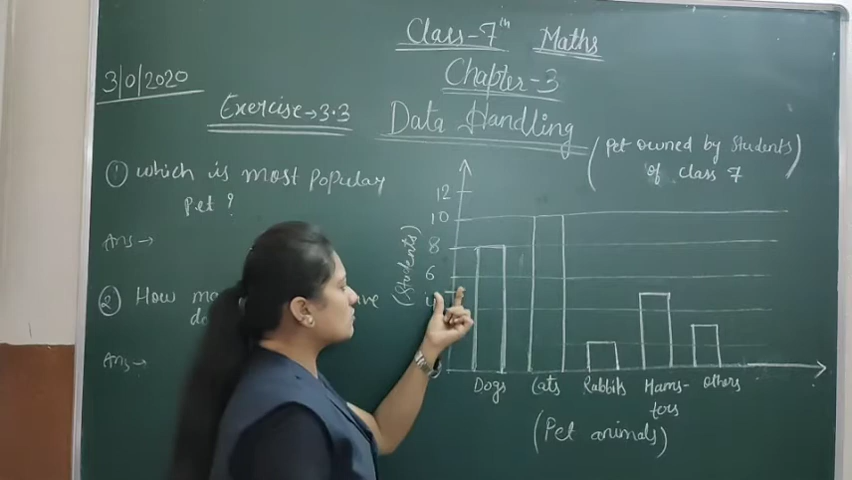 Class-7th Maths
Chapter-3
3/0/2020
Exercise→3.3
Data Handling
(Pet owned by Students
of class 7)
① which is most Popular
Pet?
Ans→
② How
Ans→
12
10
8
6
(Students)
Dogs Cats Rabbits Hams-
ters
Others
(Pet animals)